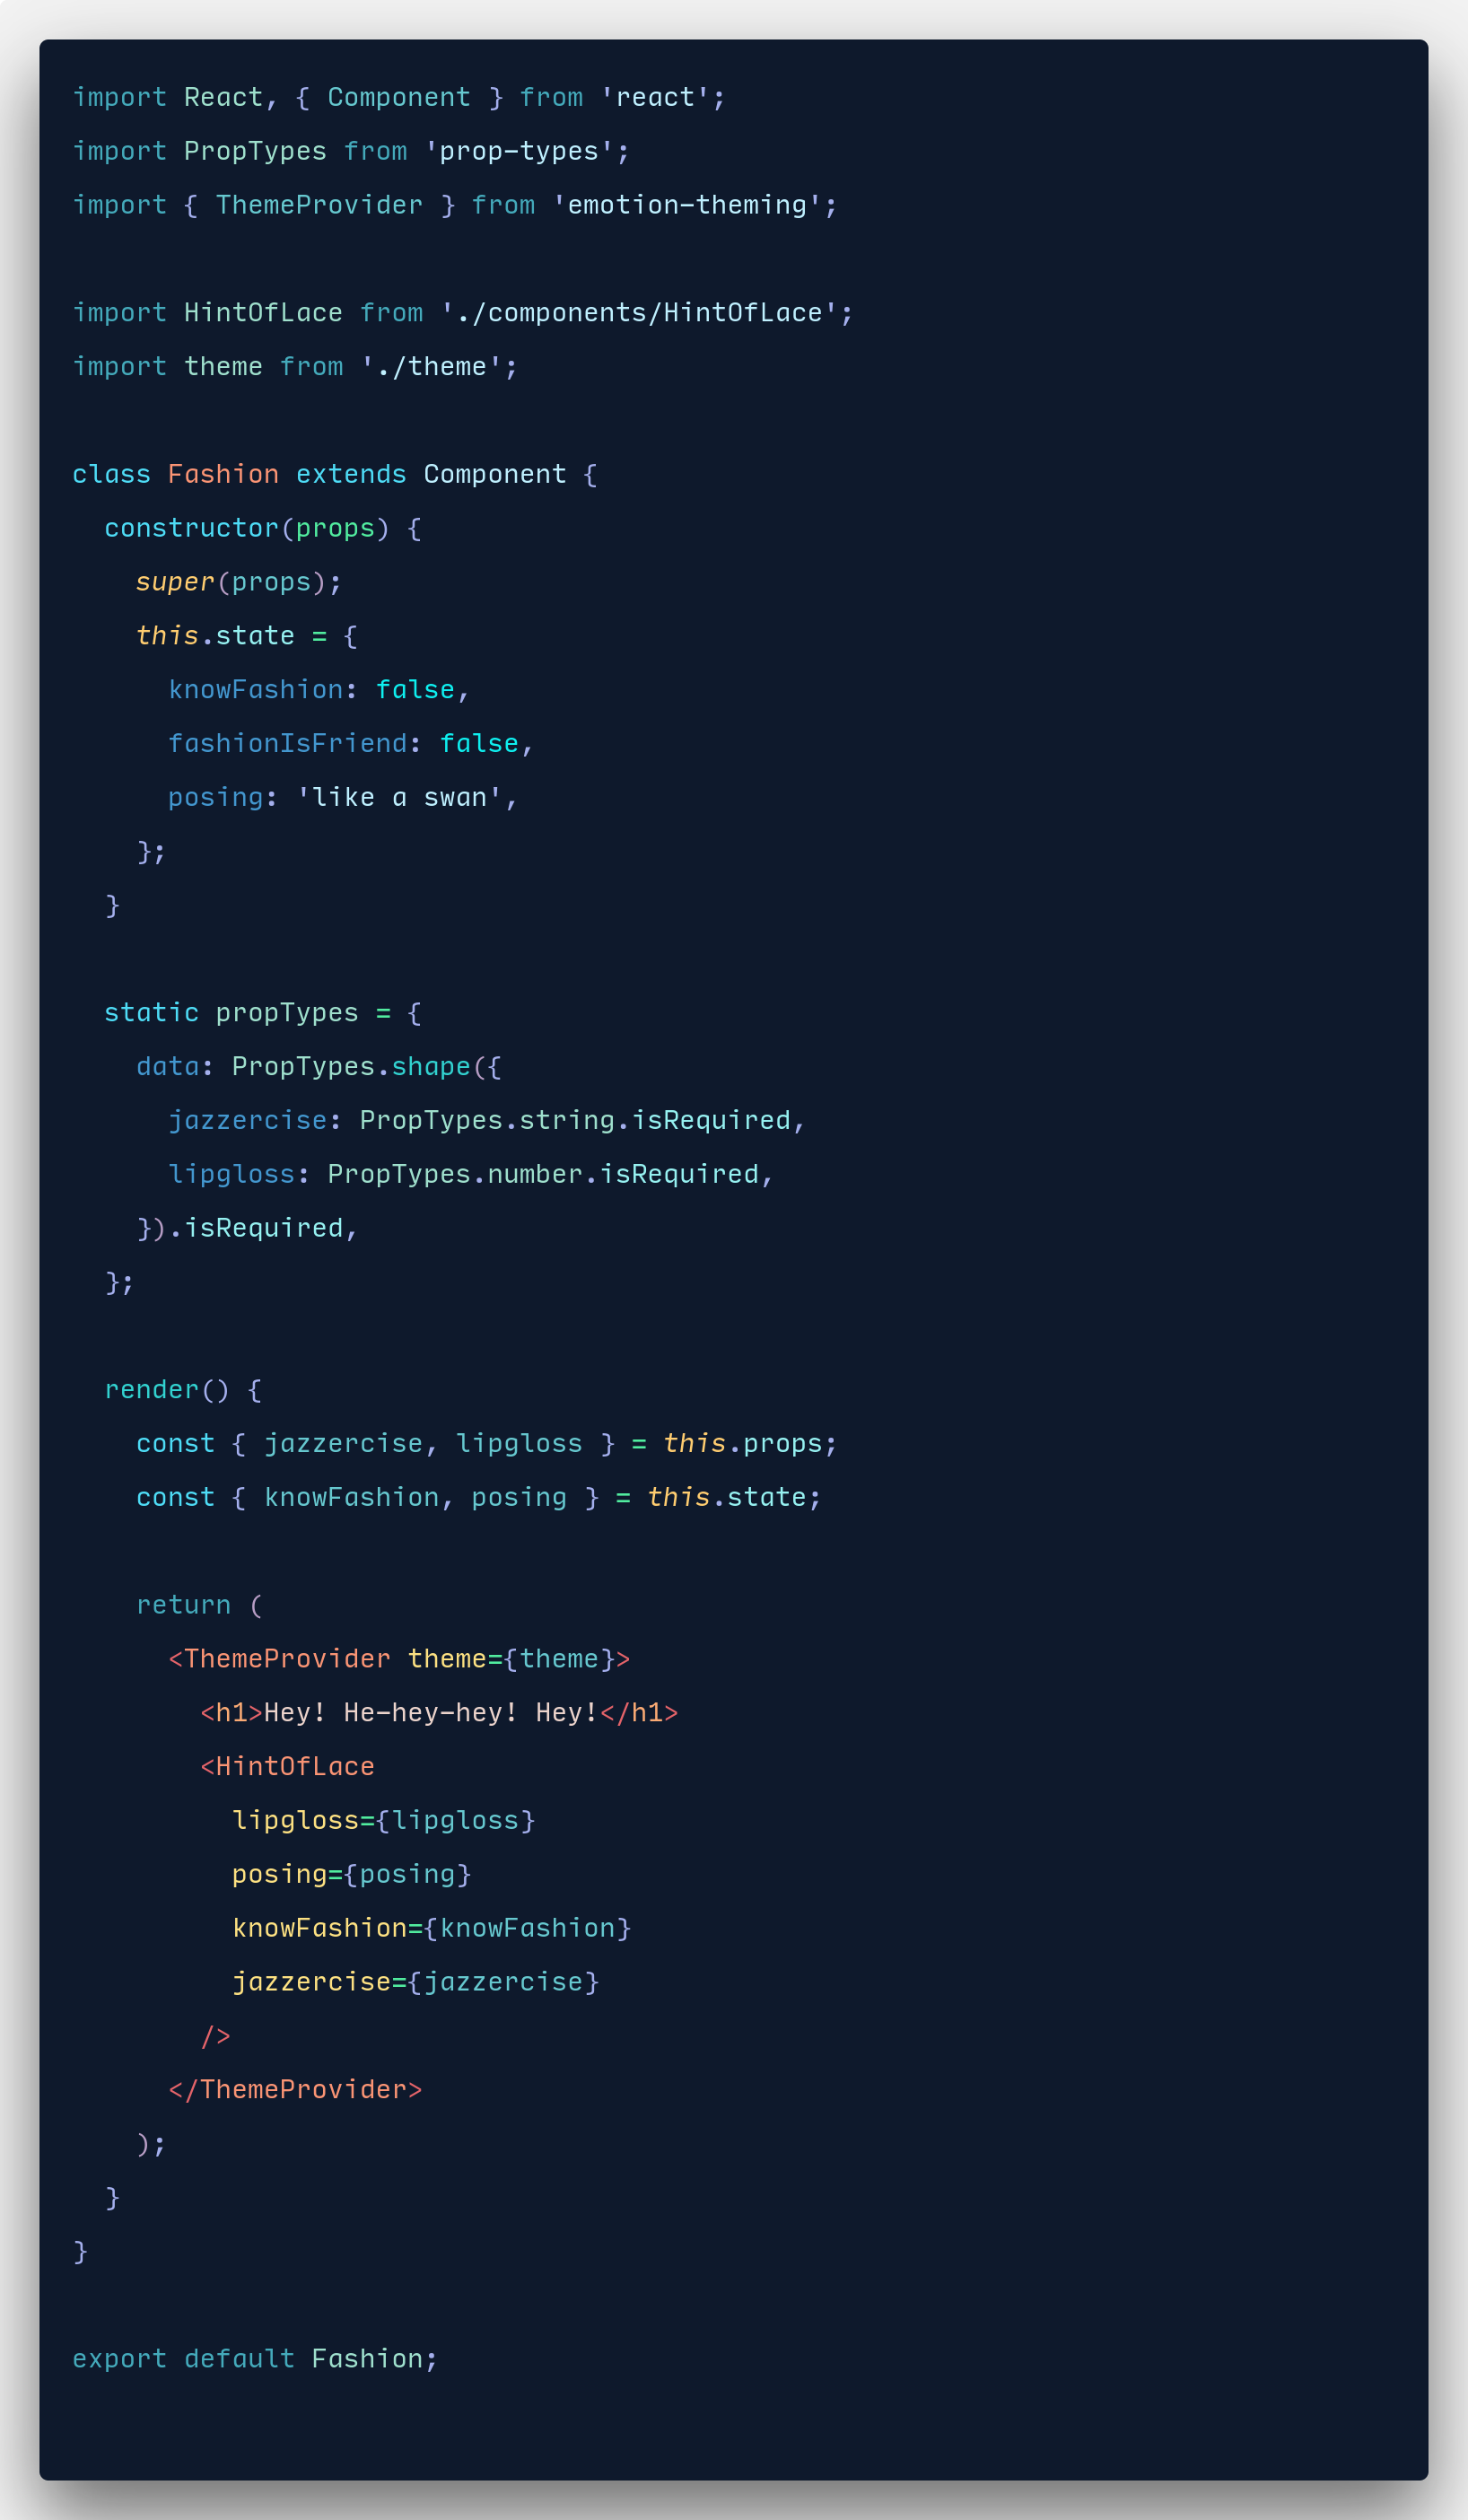 import React, { Component } from 'react';
import PropTypes from 'prop-types';
import { ThemeProvider } from 'emotion-theming';

import HintOfLace from './components/HintOfLace';
import theme from './theme';

class Fashion extends Component {
  constructor(props) {
    super(props);
    this.state = {
      knowFashion: false,
      fashionIsFriend: false,
      posing: 'like a swan',
    };
  }

  static propTypes = {
    data: PropTypes.shape({
      jazzercise: PropTypes.string.isRequired,
      lipgloss: PropTypes.number.isRequired,
    }).isRequired,
  };

  render() {
    const { jazzercise, lipgloss } = this.props;
    const { knowFashion, posing } = this.state;

    return (
      <ThemeProvider theme={theme}>
        <h1>Hey! He-hey-hey! Hey!</h1>
        <HintOfLace
          lipgloss={lipgloss}
          posing={posing}
          knowFashion={knowFashion}
          jazzercise={jazzercise}
        />
      </ThemeProvider>
    );
  }
}

export default Fashion;